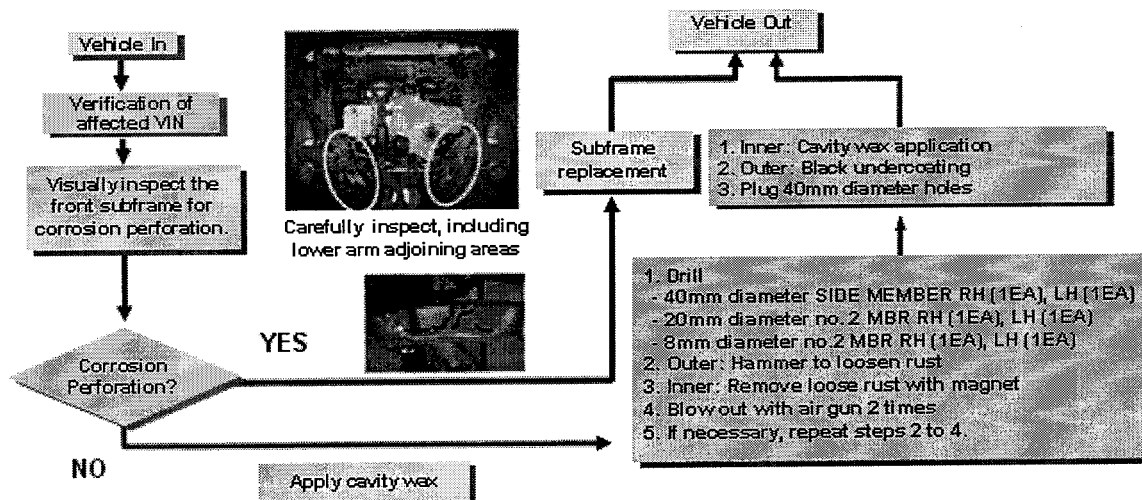 Vehicle In
Verification of
affected VIN
Visually inspect the
front subframe for
corrosion perforation.
Corrosion
Perforation?
YES
NO
Apply cavity wax
Carefully inspect, including
lower arm adjoining areas
Subframe
replacement
Vehicle Out
1. Inner: Cavity wax application
2. Outer: Black undercoating
3. Plug 40mm diameter holes
1. Drill
- 40mm diameter SIDE MEMBER RH (1EA), LH (1EA)
- 20mm diameter no. 2 MBR RH (1EA), LH (1EA)
- 8mm diameter no.2 MBR RH (1EA), LH (1EA)
2. Outer: Hammer to loosen rust
3. Inner: Remove loose rust with magnet
4. Blow out with air gun 2 times
5. If necessary, repeat steps 2 to 4.